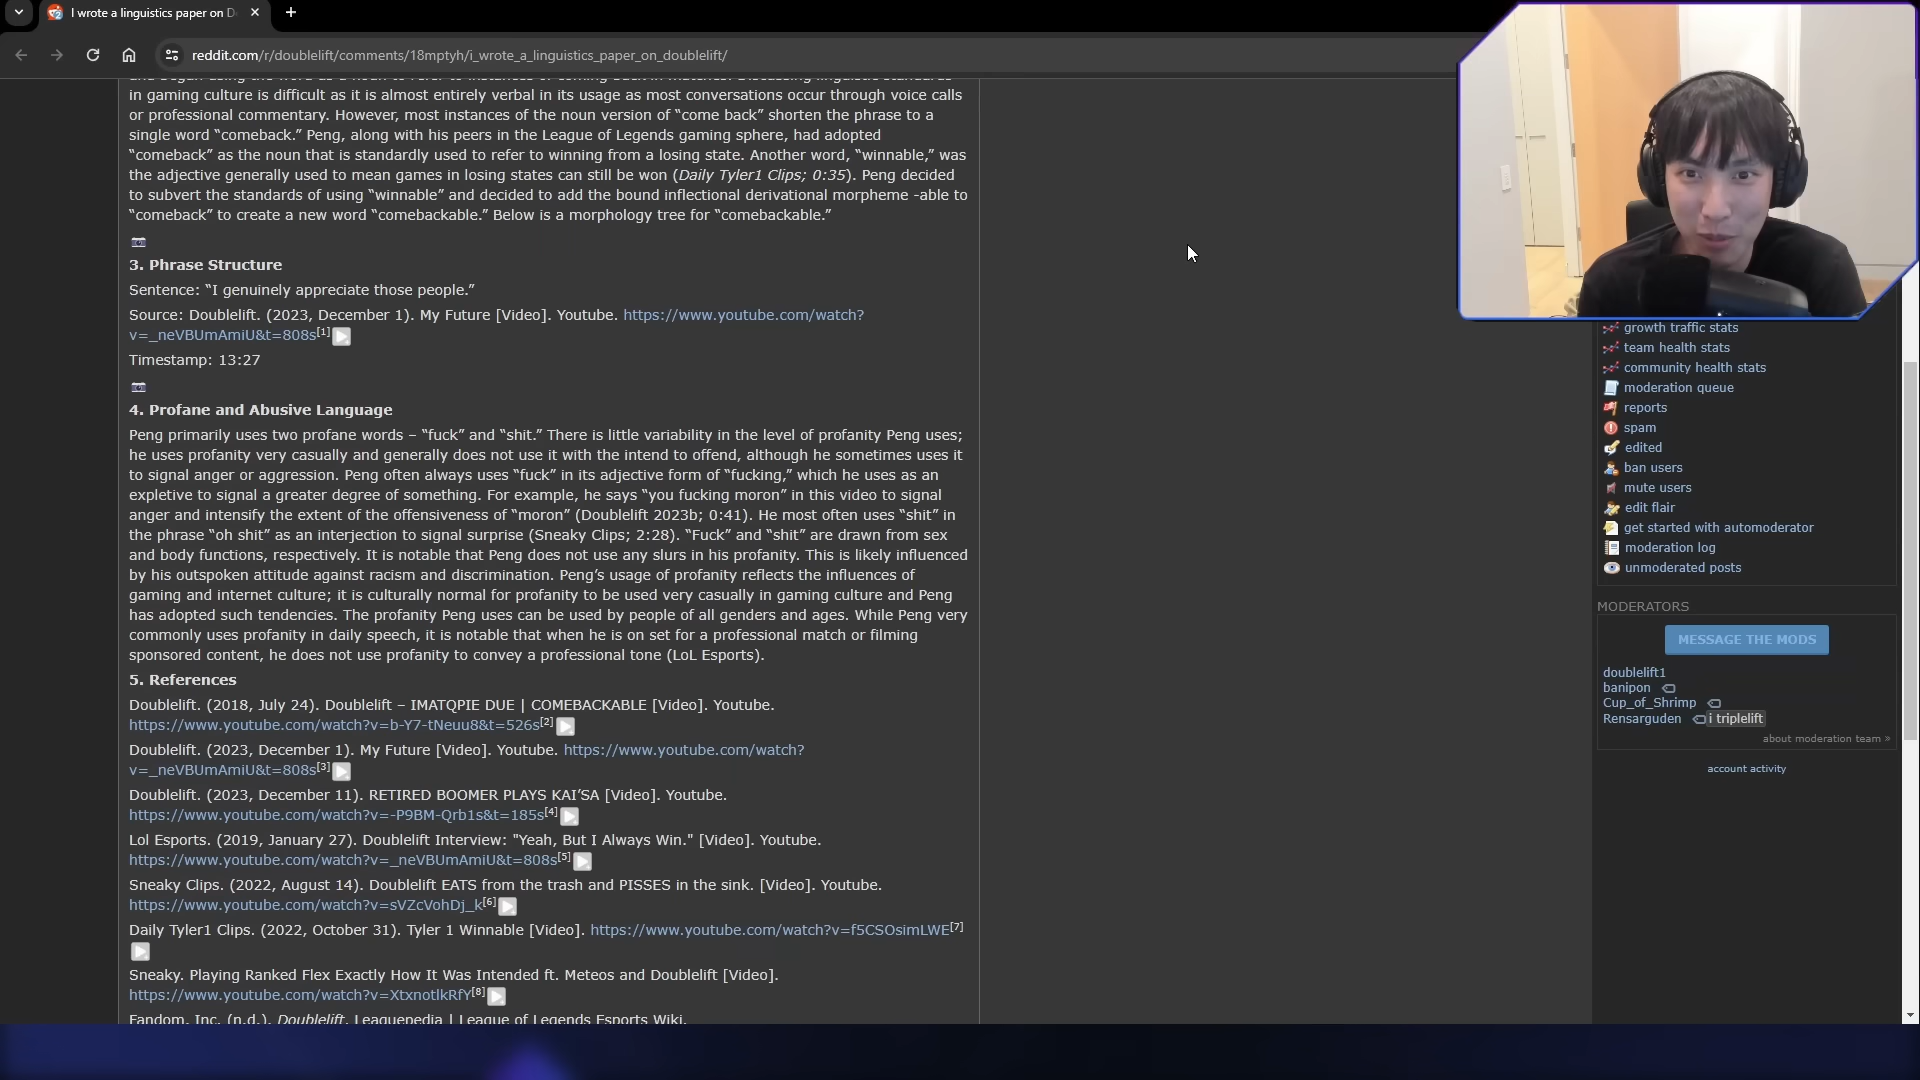 I wrote a linguistics paper on D
reddit.com/r/doublelift/comments/18mptyh/i_wrote_a_linguistics_paper_on_doublelift/
in gaming culture is difficult as it is almost entirely verbal in its usage as most conversations occur through voice calls
or professional commentary. However, most instances of the noun version of “come back” shorten the phrase to a
single word “comeback.” Peng, along with his peers in the League of Legends gaming sphere, had adopted
“comeback” as the noun that is standardly used to refer to winning from a losing state. Another word, “winnable,” was
the adjective generally used to mean games in losing states can still be won (Daily Tyler1 Clips; 0:35). Peng decided
to subvert the standards of using “winnable” and decided to add the bound inflectional derivational morpheme -able to
“comeback” to create a new word “comebackable.” Below is a morphology tree for “comebackable.”
3. Phrase Structure
Sentence: “I genuinely appreciate those people.”
Source: Doublelift. (2023, December 1). My Future [Video]. Youtube. https://www.youtube.com/watch?
v=_neVBUmAmiU&t=808s[1]
Timestamp: 13:27
4. Profane and Abusive Language
Peng primarily uses two profane words – “fuck” and “shit.” There is little variability in the level of profanity Peng uses;
he uses profanity very casually and generally does not use it with the intend to offend, although he sometimes uses it
to signal anger or aggression. Peng often always uses “fuck” in its adjective form of “fucking,” which he uses as an
expletive to signal a greater degree of something. For example, he says “you fucking moron” in this video to signal
anger and intensify the extent of the offensiveness of “moron” (Doublelift 2023b; 0:41). He most often uses “shit” in
the phrase “oh shit” as an interjection to signal surprise (Sneaky Clips; 2:28). “Fuck” and “shit” are drawn from sex
and body functions, respectively. It is notable that Peng does not use any slurs in his profanity. This is likely influenced
by his outspoken attitude against racism and discrimination. Peng’s usage of profanity reflects the influences of
gaming and internet culture; it is culturally normal for profanity to be used very casually in gaming culture and Peng
has adopted such tendencies. The profanity Peng uses can be used by people of all genders and ages. While Peng very
commonly uses profanity in daily speech, it is notable that when he is on set for a professional match or filming
sponsored content, he does not use profanity to convey a professional tone (LoL Esports).
5. References
Doublelift. (2018, July 24). Doublelift – IMATQPIE DUE | COMEBACKABLE [Video]. Youtube.
https://www.youtube.com/watch?v=b-Y7-tNeuu8&t=526s[2]
Doublelift. (2023, December 1). My Future [Video]. Youtube. https://www.youtube.com/watch?
v=_neVBUmAmiU&t=808s[3]
Doublelift. (2023, December 11). RETIRED BOOMER PLAYS KAI’SA [Video]. Youtube.
https://www.youtube.com/watch?v=-P9BM-Qrb1s&t=185s[4]
Lol Esports. (2019, January 27). Doublelift Interview: "Yeah, But I Always Win." [Video]. Youtube.
https://www.youtube.com/watch?v=_neVBUmAmiU&t=808s[5]
Sneaky Clips. (2022, August 14). Doublelift EATS from the trash and PISSES in the sink. [Video]. Youtube.
https://www.youtube.com/watch?v=sVZcVohDj_k[6]
Daily Tyler1 Clips. (2022, October 31). Tyler 1 Winnable [Video]. https://www.youtube.com/watch?v=f5CSOsimLWE[7]
Sneaky. Playing Ranked Flex Exactly How It Was Intended ft. Meteos and Doublelift [Video].
https://www.youtube.com/watch?v=XtxnotlkRfY[8]
Fandom, Inc. (n.d.). Doublelift. Leaguepedia | League of Legends Esports Wiki.
growth traffic stats
team health stats
community health stats
moderation queue
reports
spam
edited
ban users
mute users
edit flair
get started with automoderator
moderation log
unmoderated posts
MODERATORS
MESSAGE THE MODS
doublelift1
banipon
Cup_of_Shrimp
Rensarguden i triplelift
about moderation team »
account activity